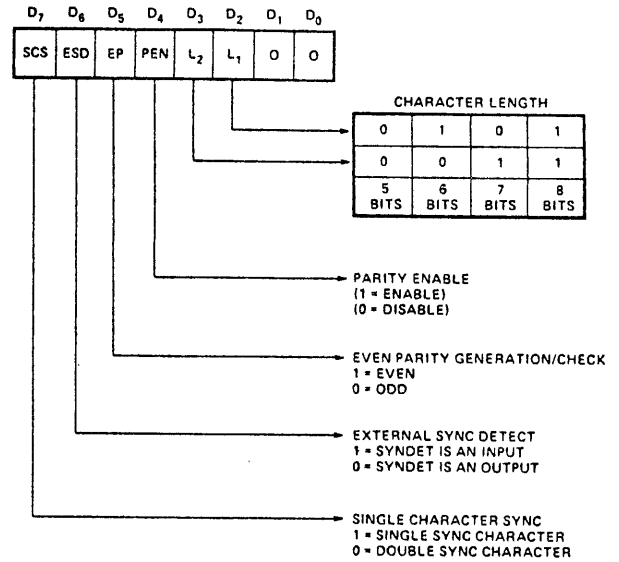 D7 D6 D5 D4 D3 D2 D1 D0
SCS ESD EP PEN L2 L1 0 0
CHARACTER LENGTH
0 1 0 1
0 0 1 1
5 BITS 6 BITS 7 BITS 8 BITS
PARITY ENABLE
(1 = ENABLE)
(0 = DISABLE)
EVEN PARITY GENERATION/CHECK
1 = EVEN
0 = ODD
EXTERNAL SYNC DETECT
1 = SYNDET IS AN INPUT
0 = SYNDET IS AN OUTPUT
SINGLE CHARACTER SYNC
1 = SINGLE SYNC CHARACTER
0 = DOUBLE SYNC CHARACTER